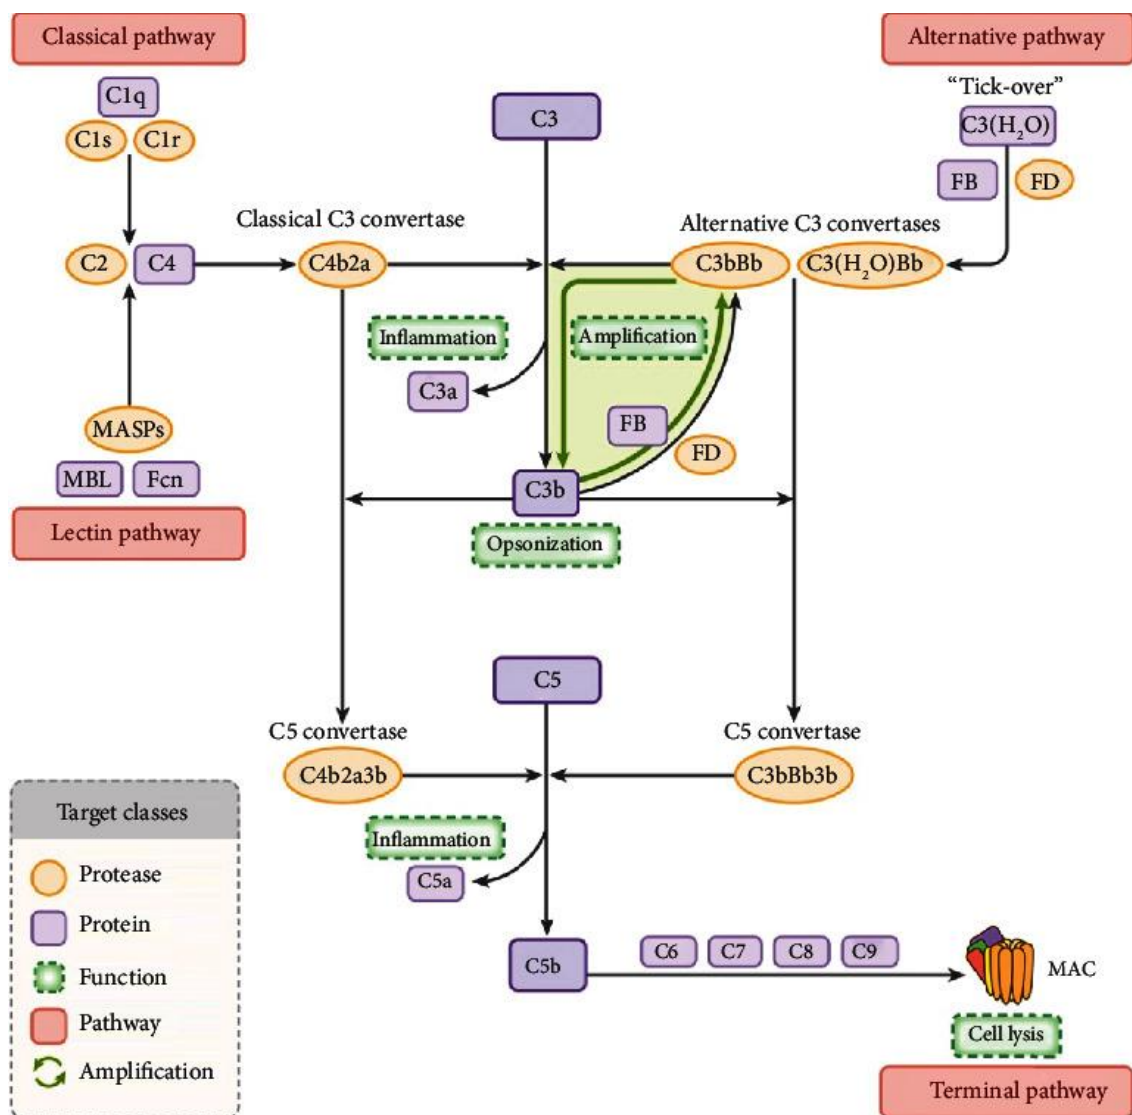 Classical pathway
C1q
C1s
C1r
C2
C4
MASPs
MBL
Fcn
Lectin pathway
Classical C3 convertase
C4b2a
C3
Inflammation
C3a
C3b
Opsonization
Amplification
FB
FD
Alternative pathway
“Tick-over”
C3(H₂O)
FB
FD
Alternative C3 convertases
C3bBb
C3(H₂O)Bb
C5
C5 convertase
C4b2a3b
C5 convertase
C3bBb3b
Inflammation
C5a
C5b
C6
C7
C8
C9
MAC
Cell lysis
Terminal pathway
Target classes
Protease
Protein
Function
Pathway
Amplification